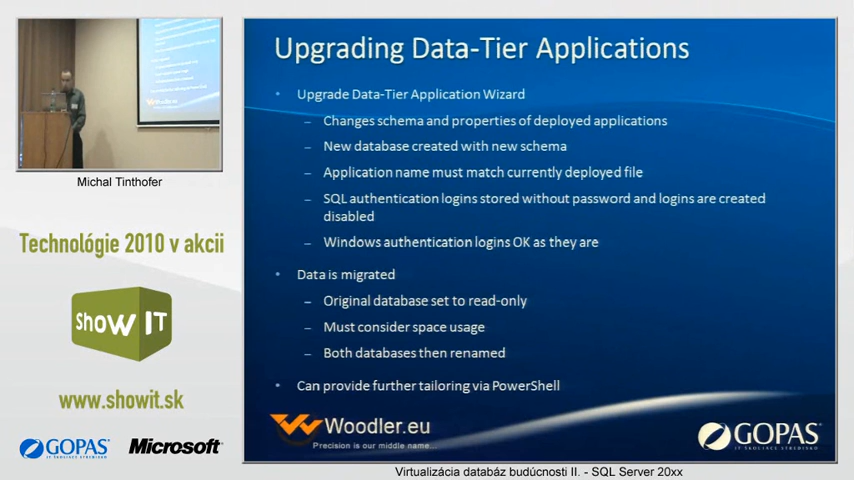 Upgrading Data-Tier Applications
Upgrade Data-Tier Application Wizard
– Changes schema and properties of deployed applications
– New database created with new schema
– Application name must match currently deployed file
– SQL authentication logins stored without password and logins are created
disabled
– Windows authentication logins OK as they are
Data is migrated
– Original database set to read-only
– Must consider space usage
– Both databases then renamed
Can provide further tailoring via PowerShell
Woodler.eu
Precision is our middle name...
GOPAS
IT ŠKOLIACE STREDISKO
Michal Tinthofer
Technológie 2010 v akcii
ShoW IT
www.showit.sk
GOPAS
Microsoft
Virtualizácia databáz budúcnosti II. - SQL Server 20xx